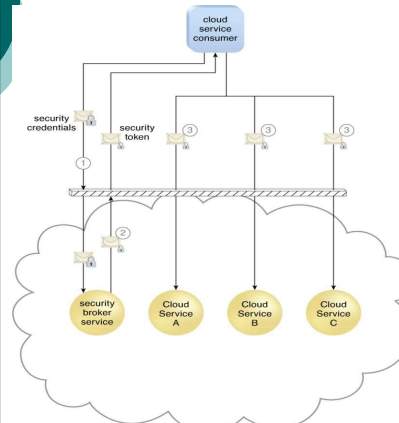 cloud
service
consumer
security
credentials
security
token
3
3
3
1
2
security
broker
service
Cloud
Service
A
Cloud
Service
B
Cloud
Service
C